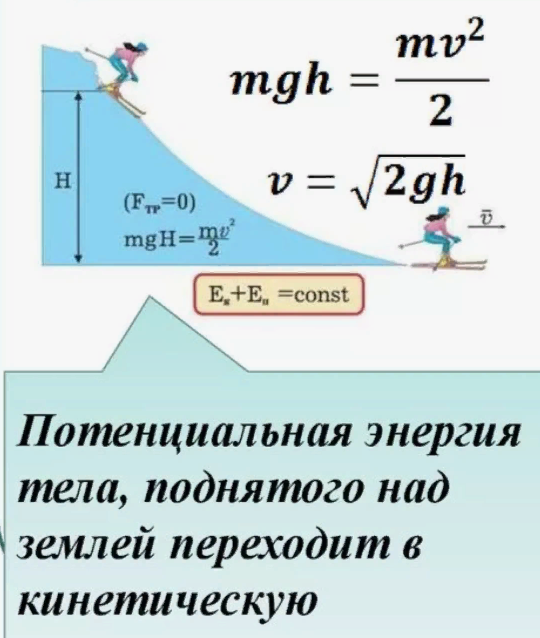 mgh = mv²/2
v = √2gh
H
(Fтр=0)
mgH=mv²/2
v̄
Eк+Eп =const
Потенциальная энергия
тела, поднятого над
землей переходит в
кинетическую